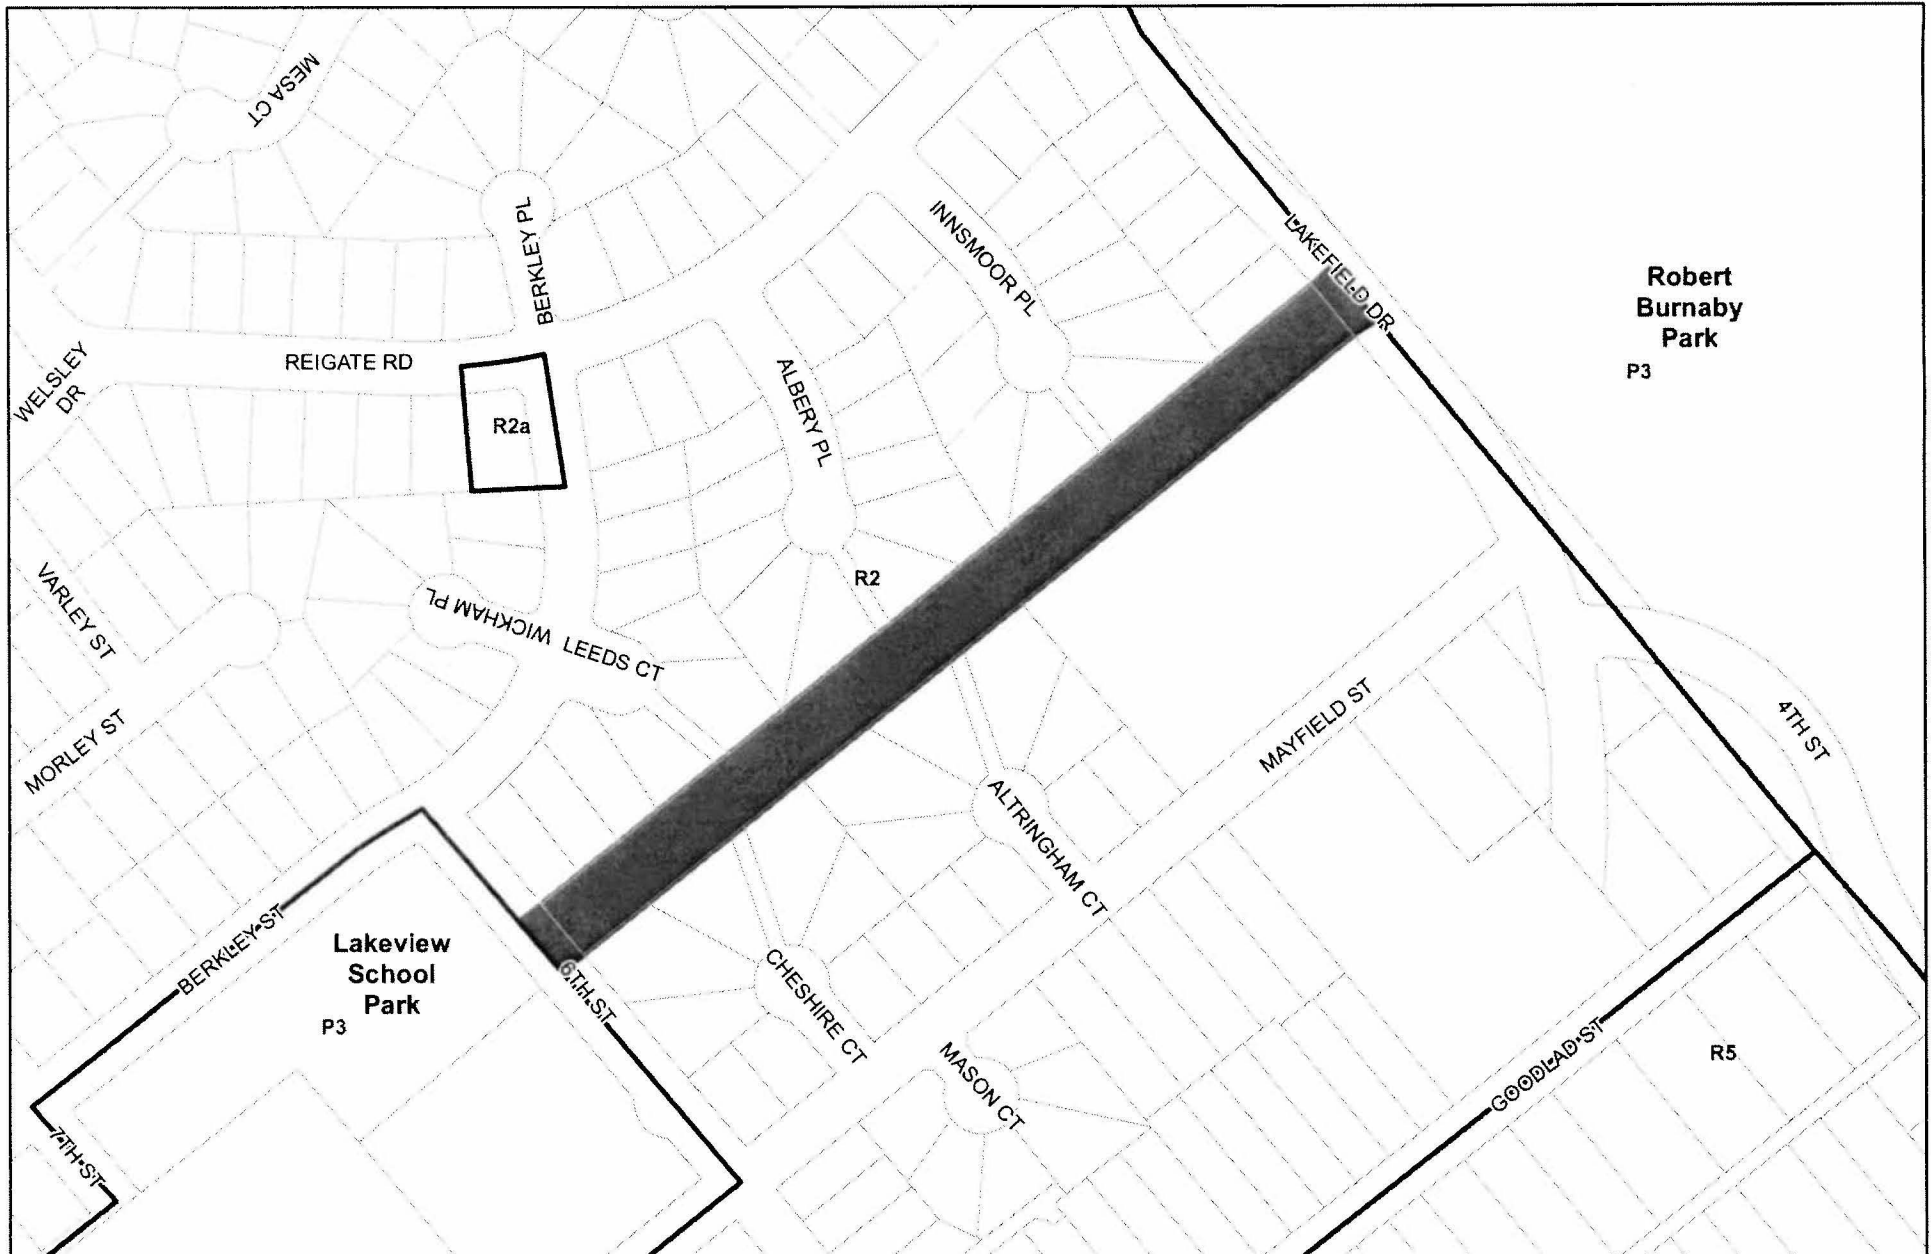 MESA CT
BERKLEY PL
INNSMOOR PL
LAKEFIELD DR
Robert
Burnaby
Park
P3
REIGATE RD
WELSLEY
DR
R2a
ALBERY PL
R2
VARLEY ST
WICKHAM PL
LEEDS CT
MORLEY ST
MAYFIELD ST
4TH ST
ALTRINGHAM CT
BERKLEY ST
Lakeview
School
Park
P3
6TH ST
CHESHIRE CT
MASON CT
GOODLAD ST
R5
7TH ST